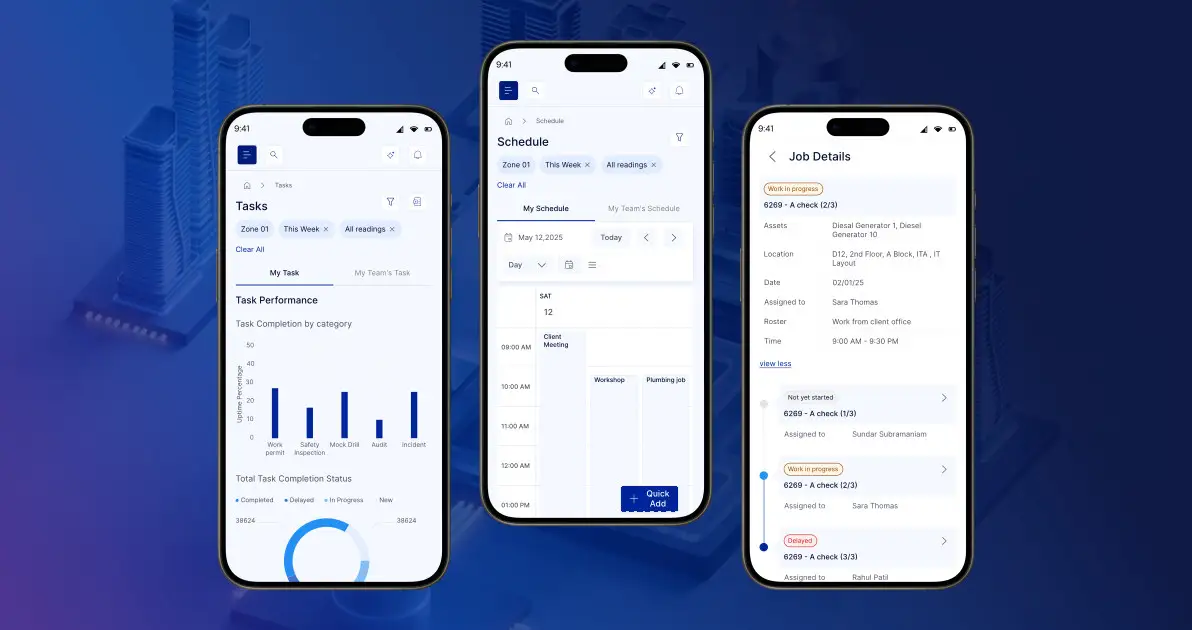 9:41
Tasks
Tasks
Zone 01
This Week ×
All readings ×
Clear All
My Task
My Team's Task
Task Performance
Task Completion by category
Uptime Percentage
50
40
30
20
10
0
Work permit
Safety Inspection
Mock Drill
Audit
Incident
Total Task Completion Status
Completed
Delayed
In Progress
New
38624
38624
9:41
Schedule
Schedule
Zone 01
This Week ×
All readings ×
Clear All
My Schedule
My Team's Schedule
May 12,2025
Today
Day
SAT
12
09:00 AM
10:00 AM
11:00 AM
12:00 AM
01:00 PM
Client Meeting
Workshop
Plumbing job
+ Quick Add
9:41
Job Details
Work in progress
6269 - A check (2/3)
Assets
Diesal Generator 1, Diesel
Generator 10
Location
D12, 2nd Floor, A Block, ITA , IT
Layout
Date
02/01/25
Assigned to
Sara Thomas
Roster
Work from client office
Time
9:00 AM - 9:30 PM
view less
Not yet started
6269 - A check (1/3)
Assigned to
Sundar Subramaniam
Work in progress
6269 - A check (2/3)
Assigned to
Sara Thomas
Delayed
6269 - A check (3/3)
Assigned to
Rahul Patil